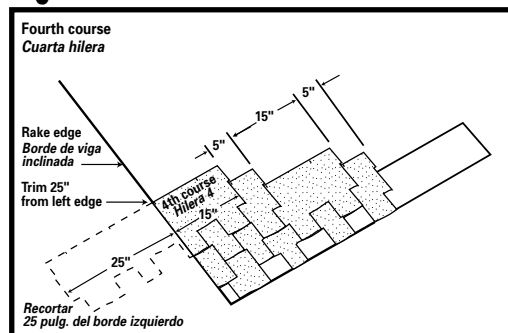 Fourth course
Cuarta hilera
5"
15"
5"
Rake edge
Borde de viga
inclinada
Trim 25"
from left edge
4th course
Hilera 4
15"
25"
Recortar
25 pulg. del borde izquierdo